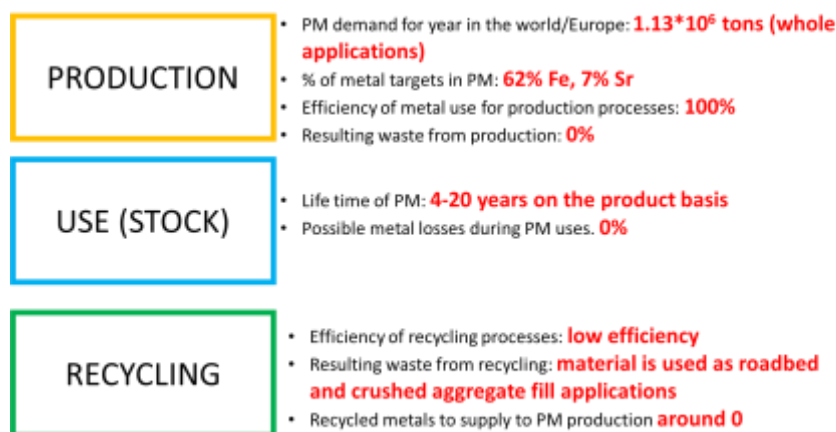 PRODUCTION
• PM demand for year in the world/Europe: 1.13*10⁶ tons (whole
applications)
• % of metal targets in PM: 62% Fe, 7% Sr
• Efficiency of metal use for production processes: 100%
• Resulting waste from production: 0%
USE (STOCK)
• Life time of PM: 4-20 years on the product basis
• Possible metal losses during PM uses. 0%
RECYCLING
• Efficiency of recycling processes: low efficiency
• Resulting waste from recycling: material is used as roadbed
and crushed aggregate fill applications
• Recycled metals to supply to PM production around 0